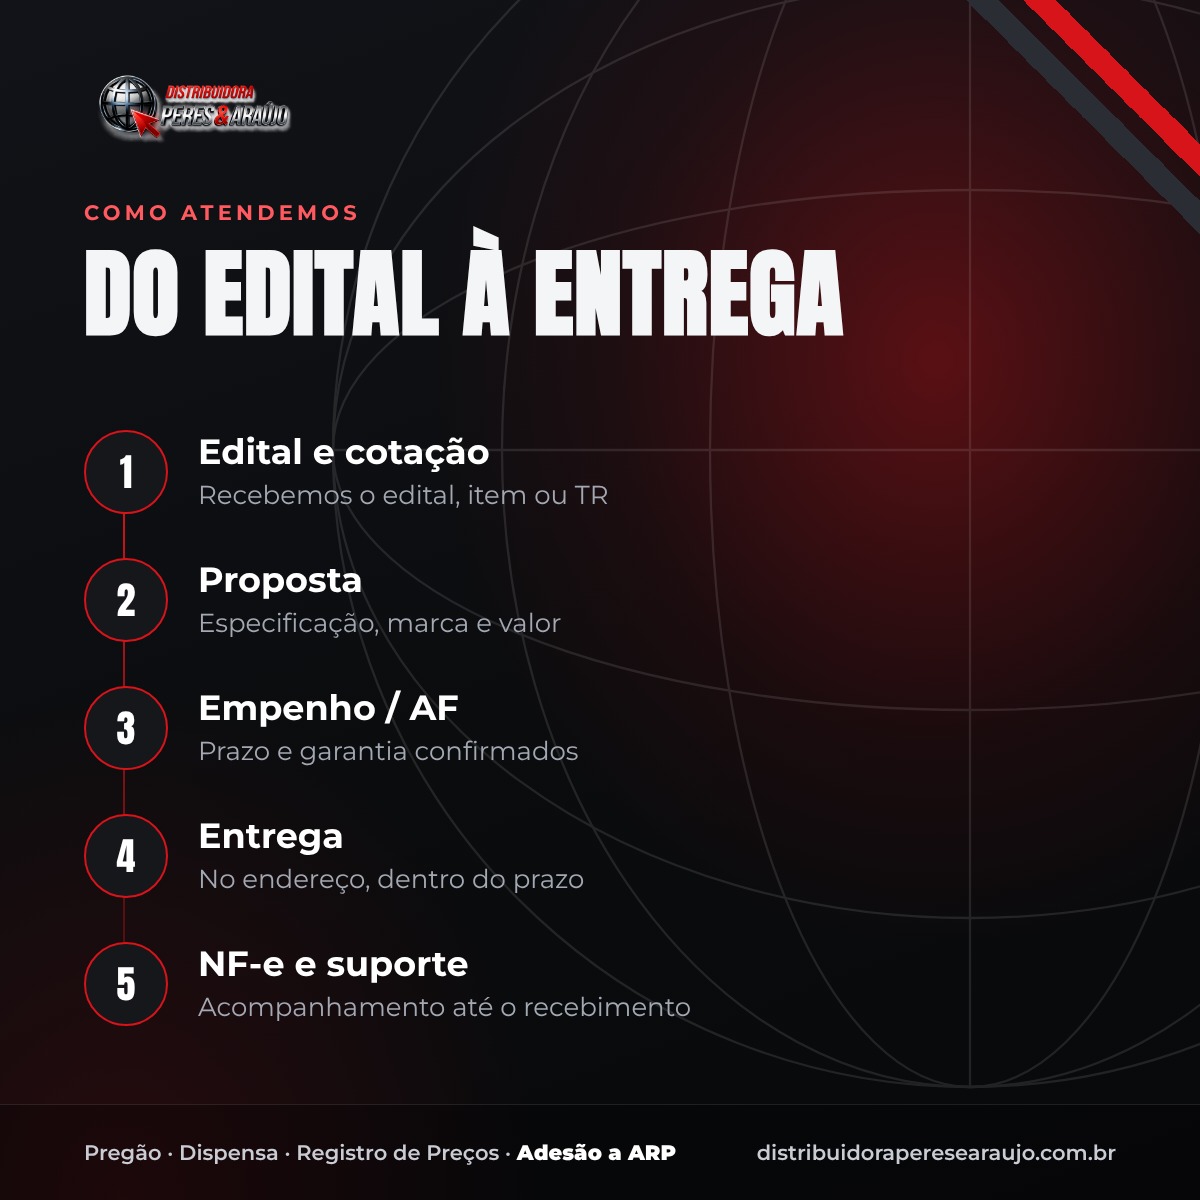 DISTRIBUIDORA
PERES&ARAÚJO
COMO ATENDEMOS
DO EDITAL À ENTREGA
1
Edital e cotação
Recebemos o edital, item ou TR
2
Proposta
Especificação, marca e valor
3
Empenho / AF
Prazo e garantia confirmados
4
Entrega
No endereço, dentro do prazo
5
NF-e e suporte
Acompanhamento até o recebimento
Pregão · Dispensa · Registro de Preços · Adesão a ARP
distribuidoraperesearaujo.com.br